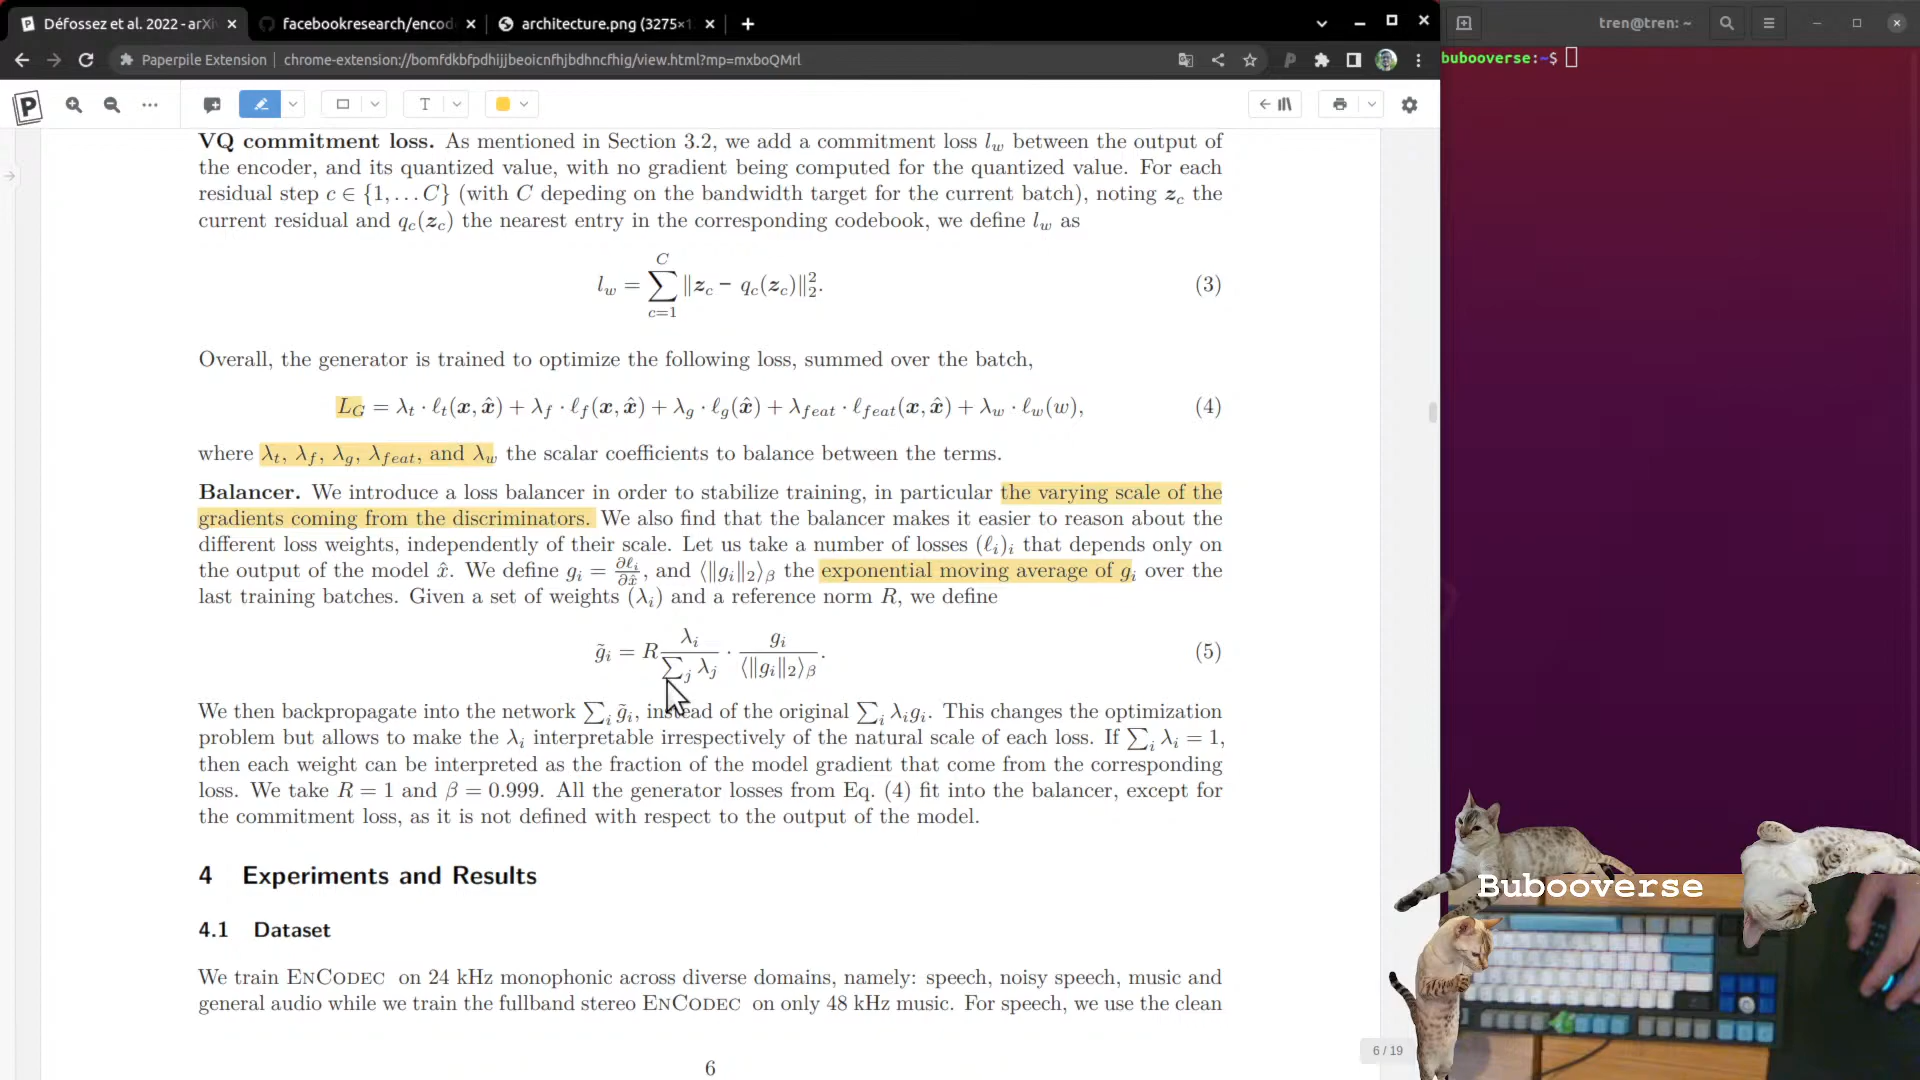 Défossez et al. 2022 - arXi
facebookresearch/encod
architecture.png (3275×1
tren@tren: ~
Paperpile Extension
chrome-extension://bomfdkbfpdhijjbeoicnfhjbdhncfhig/view.html?mp=mxboQMrl
bubooverse:~$
VQ commitment loss. As mentioned in Section 3.2, we add a commitment loss l_w between the output of
the encoder, and its quantized value, with no gradient being computed for the quantized value. For each
residual step c ∈ {1, . . . C} (with C depeding on the bandwidth target for the current batch), noting z_c the
current residual and q_c(z_c) the nearest entry in the corresponding codebook, we define l_w as
l_w = ∑_{c=1}^{C} ‖z_c − q_c(z_c)‖_2^2. (3)
Overall, the generator is trained to optimize the following loss, summed over the batch,
L_G = λ_t · ℓ_t(x, x̂) + λ_f · ℓ_f(x, x̂) + λ_g · ℓ_g(x̂) + λ_feat · ℓ_feat(x, x̂) + λ_w · ℓ_w(w), (4)
where λ_t, λ_f, λ_g, λ_feat, and λ_w the scalar coefficients to balance between the terms.
Balancer. We introduce a loss balancer in order to stabilize training, in particular the varying scale of the
gradients coming from the discriminators. We also find that the balancer makes it easier to reason about the
different loss weights, independently of their scale. Let us take a number of losses (ℓ_i)_i that depends only on
the output of the model x̂. We define g_i = ∂ℓ_i/∂x̂, and ⟨‖g_i‖_2⟩_β the exponential moving average of g_i over the
last training batches. Given a set of weights (λ_i) and a reference norm R, we define
g̃_i = R λ_i/∑_j λ_j · g_i/⟨‖g_i‖_2⟩_β. (5)
We then backpropagate into the network ∑_i g̃_i, instead of the original ∑_i λ_i g_i. This changes the optimization
problem but allows to make the λ_i interpretable irrespectively of the natural scale of each loss. If ∑_i λ_i = 1,
then each weight can be interpreted as the fraction of the model gradient that come from the corresponding
loss. We take R = 1 and β = 0.999. All the generator losses from Eq. (4) fit into the balancer, except for
the commitment loss, as it is not defined with respect to the output of the model.
4 Experiments and Results
4.1 Dataset
We train EnCodec on 24 kHz monophonic across diverse domains, namely: speech, noisy speech, music and
general audio while we train the fullband stereo EnCodec on only 48 kHz music. For speech, we use the clean
6
6 / 19
Bubooverse